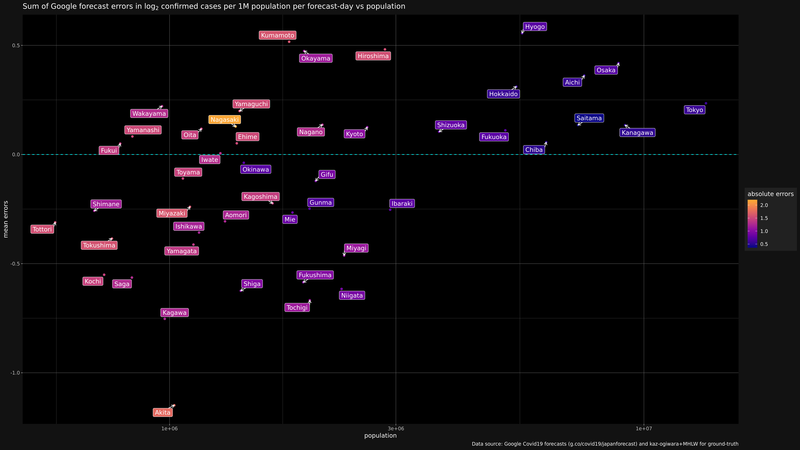 Sum of Google forecast errors in log₂ confirmed cases per 1M population per forecast-day vs population
mean errors
0.5
0.0
-0.5
-1.0
Hyogo
Kumamoto
Okayama
Hiroshima
Osaka
Aichi
Hokkaido
Yamaguchi
Tokyo
Wakayama
Nagasaki
Saitama
Shizuoka
Yamanashi
Oita
Ehime
Nagano
Kyoto
Fukuoka
Kanagawa
Fukui
Chiba
Iwate
Toyama
Okinawa
Gifu
Kagoshima
Shimane
Gunma
Ibaraki
Miyazaki
Aomori
Mie
Tottori
Ishikawa
Tokushima
Yamagata
Miyagi
Kochi
Saga
Shiga
Fukushima
Niigata
Kagawa
Tochigi
Akita
absolute errors
2.0
1.5
1.0
0.5
1e+06
3e+06
1e+07
population
Data source: Google Covid19 forecasts (g.co/covid19/japanforecast) and kaz-ogiwara+MHLW for ground-truth